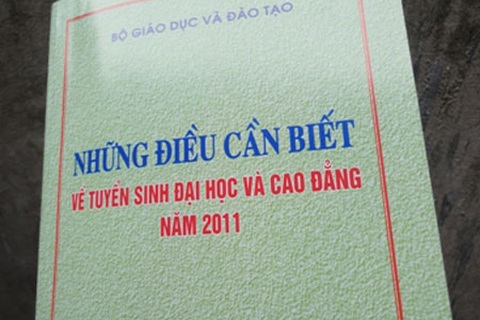 BỘ GIÁO DỤC VÀ ĐÀO TẠO
NHỮNG ĐIỀU CẦN BIẾT
VỀ TUYỂN SINH ĐẠI HỌC VÀ CAO ĐẲNG
NĂM 2011